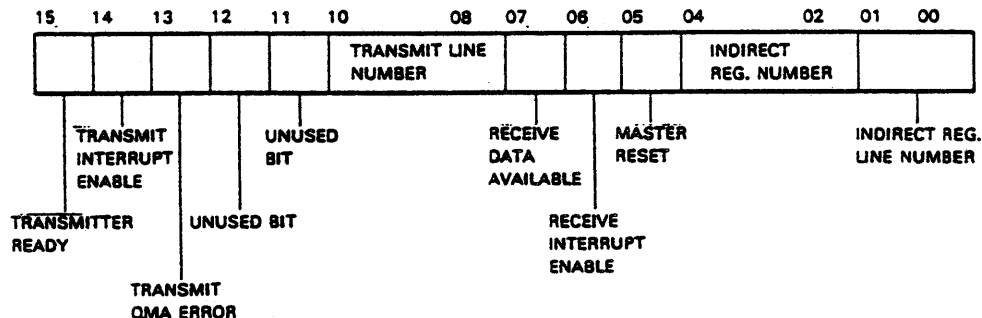 15 14 13 12 11 10 08 07 06 05 04 02 01 00
TRANSMIT LINE
NUMBER
INDIRECT
REG. NUMBER
TRANSMIT
INTERRUPT
ENABLE
UNUSED
BIT
RECEIVE
DATA
AVAILABLE
MASTER
RESET
INDIRECT REG.
LINE NUMBER
TRANSMITTER
READY
UNUSED BIT
RECEIVE
INTERRUPT
ENABLE
TRANSMIT
DMA ERROR